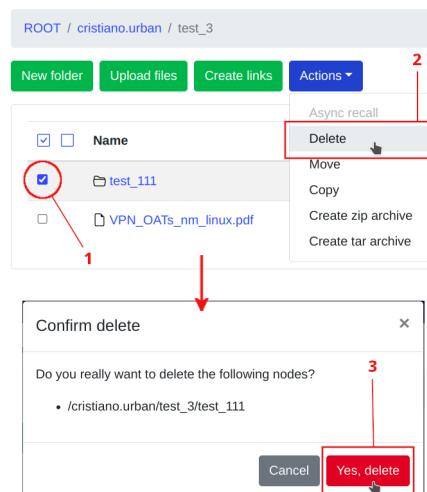 ROOT / cristiano.urban / test_3
2
New folder Upload files Create links Actions
Async recall
Delete
Name
Move
test_111
Copy
VPN_OATs_nm_linux.pdf
Create zip archive
Create tar archive
1
Confirm delete ×
Do you really want to delete the following nodes?
3
• /cristiano.urban/test_3/test_111
Cancel Yes, delete